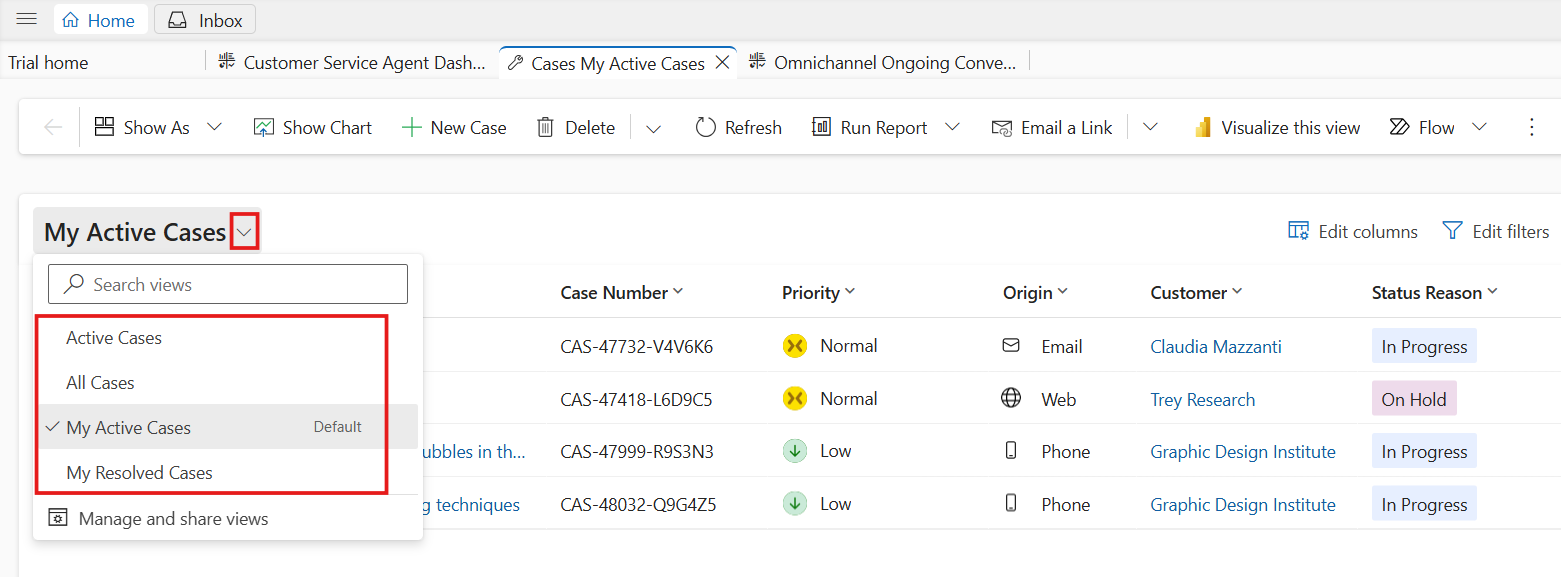 Home Inbox
Trial home Customer Service Agent Dash... Cases My Active Cases Omnichannel Ongoing Conve...
Show As Show Chart New Case Delete Refresh Run Report Email a Link Visualize this view Flow
My Active Cases Edit columns Edit filters
Search views
Case Number Priority Origin Customer Status Reason
Active Cases
CAS-47732-V4V6K6 Normal Email Claudia Mazzanti In Progress
All Cases
CAS-47418-L6D9C5 Normal Web Trey Research On Hold
My Active Cases Default
ubbles in th... CAS-47999-R9S3N3 Low Phone Graphic Design Institute In Progress
My Resolved Cases
g techniques CAS-48032-Q9G4Z5 Low Phone Graphic Design Institute In Progress
Manage and share views